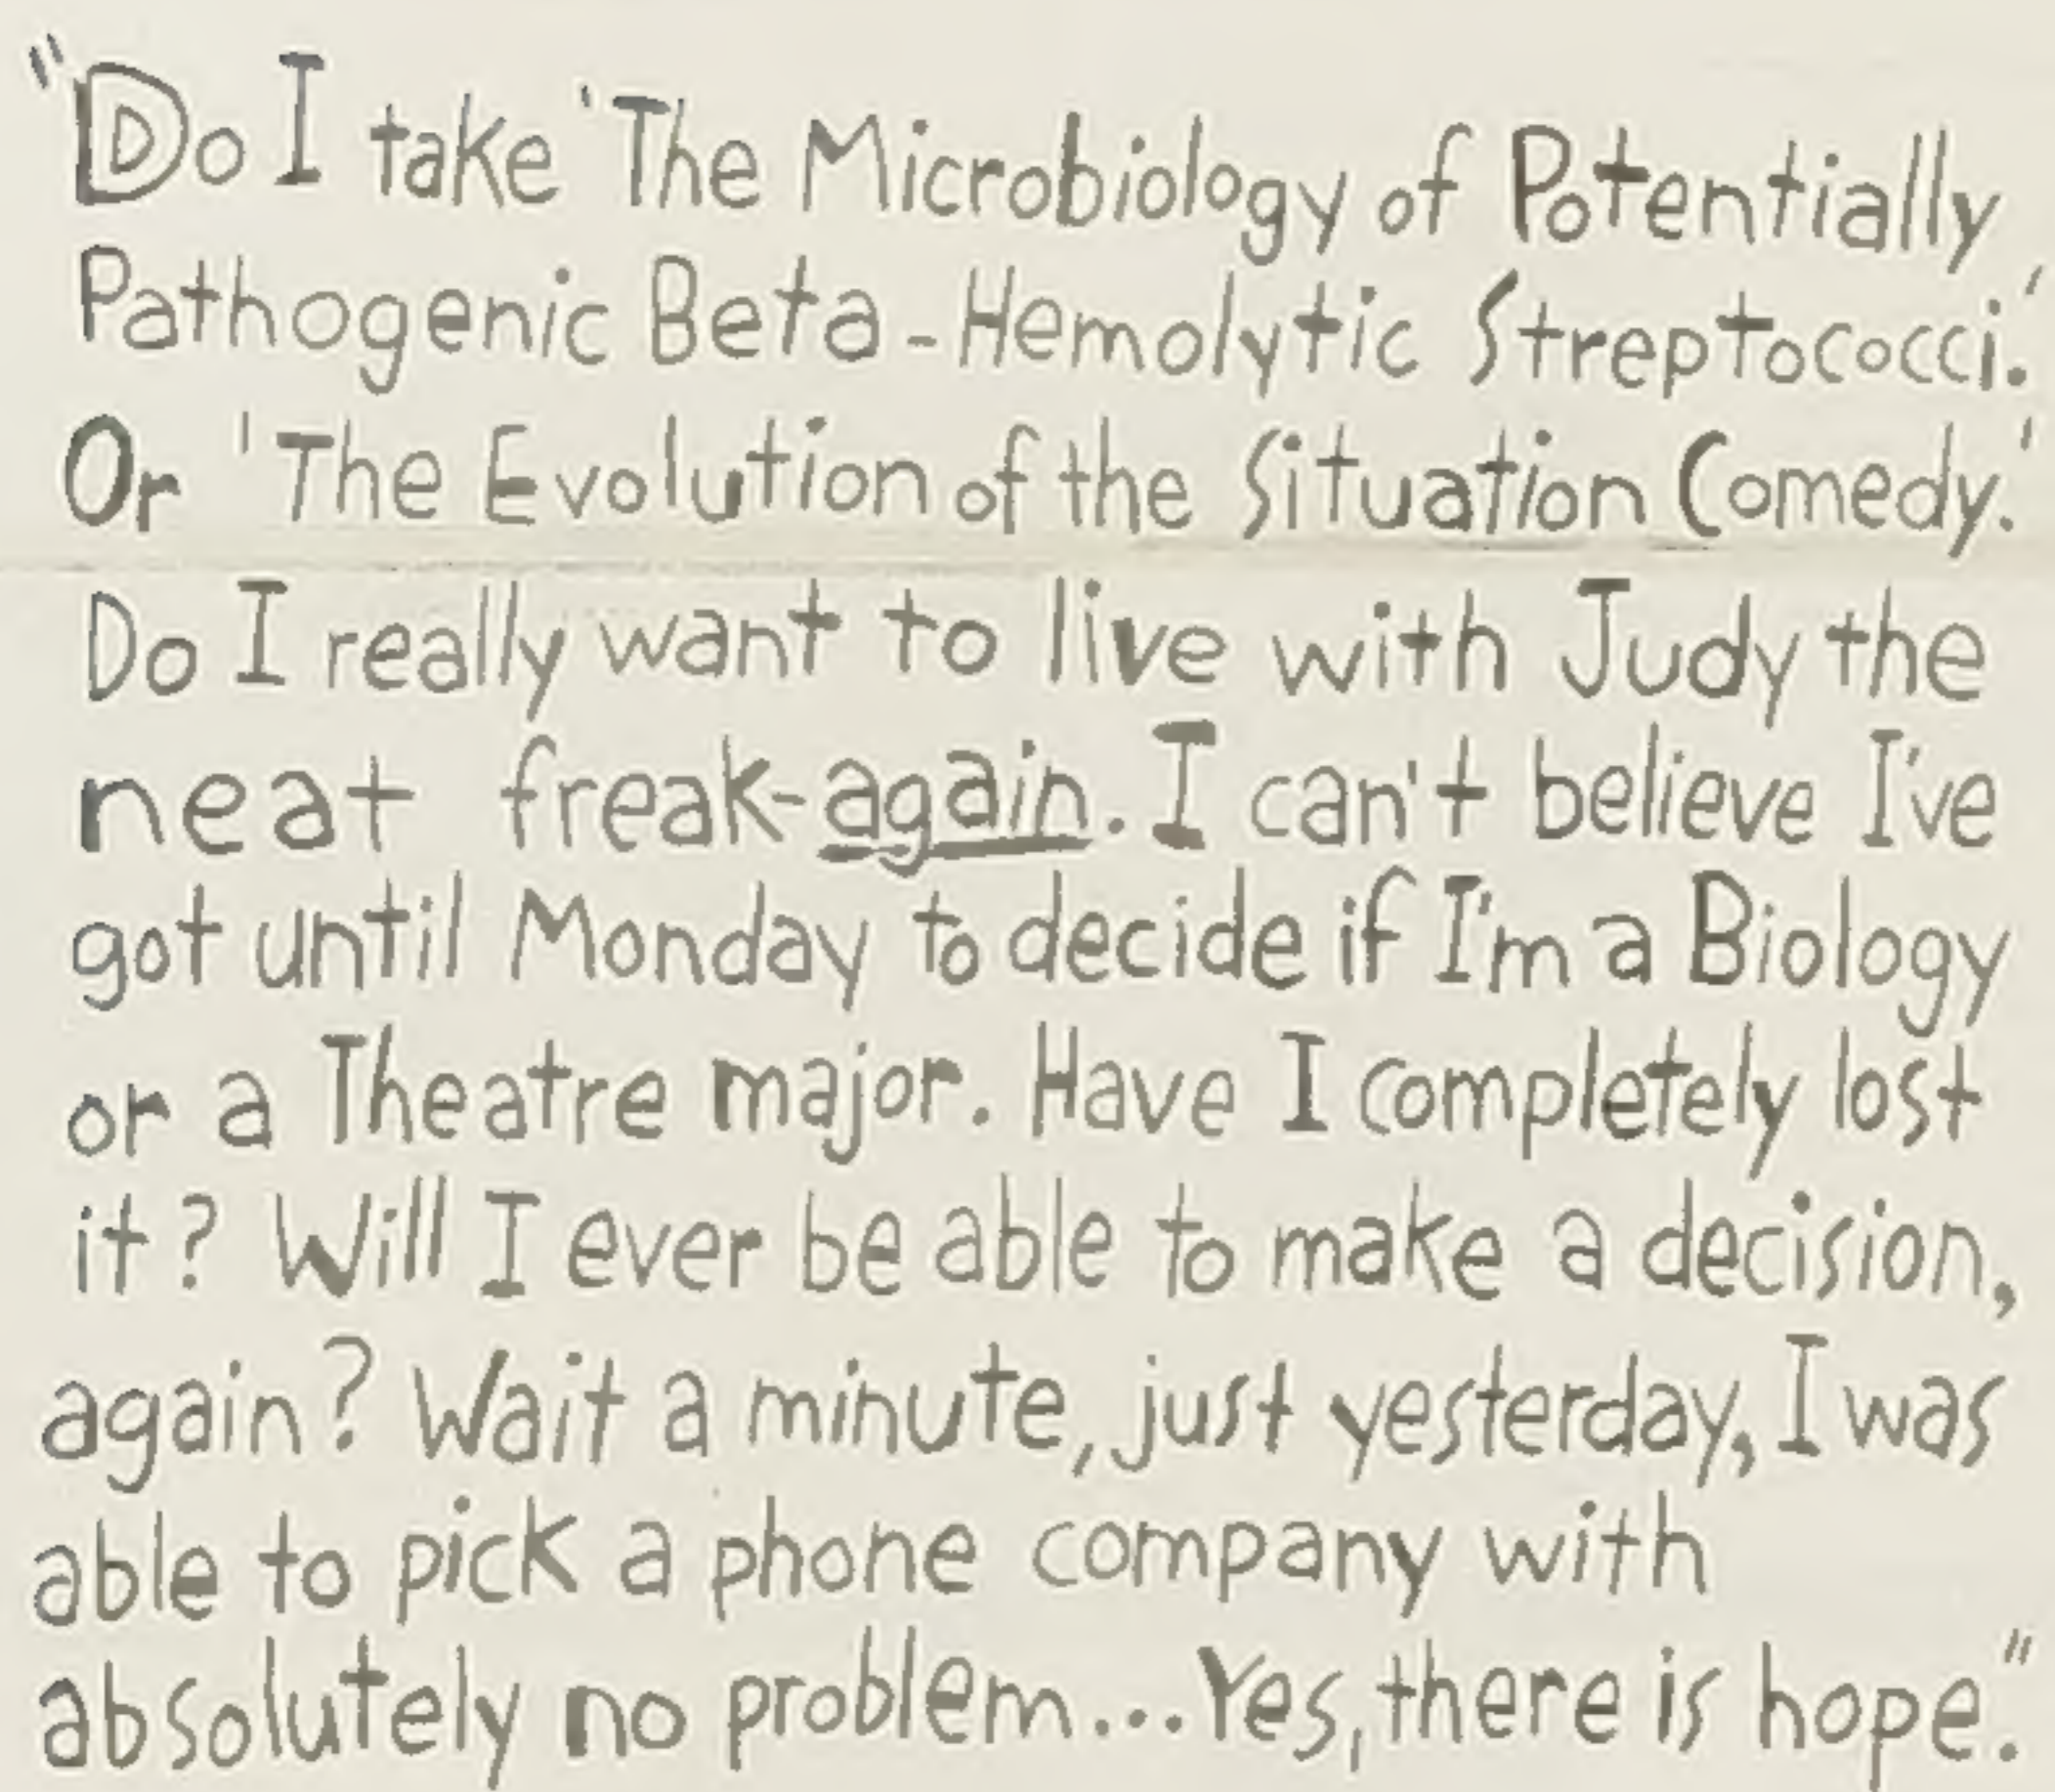 "Do I take 'The Microbiology of Potentially
Pathogenic Beta-Hemolytic Streptococci.'
Or 'The Evolution of the Situation Comedy.'
Do I really want to live with Judy the
neat freak-again. I can't believe I've
got until Monday to decide if I'm a Biology
or a Theatre major. Have I completely lost
it? Will I ever be able to make a decision,
again? Wait a minute, just yesterday, I was
able to pick a phone company with
absolutely no problem...Yes, there is hope."